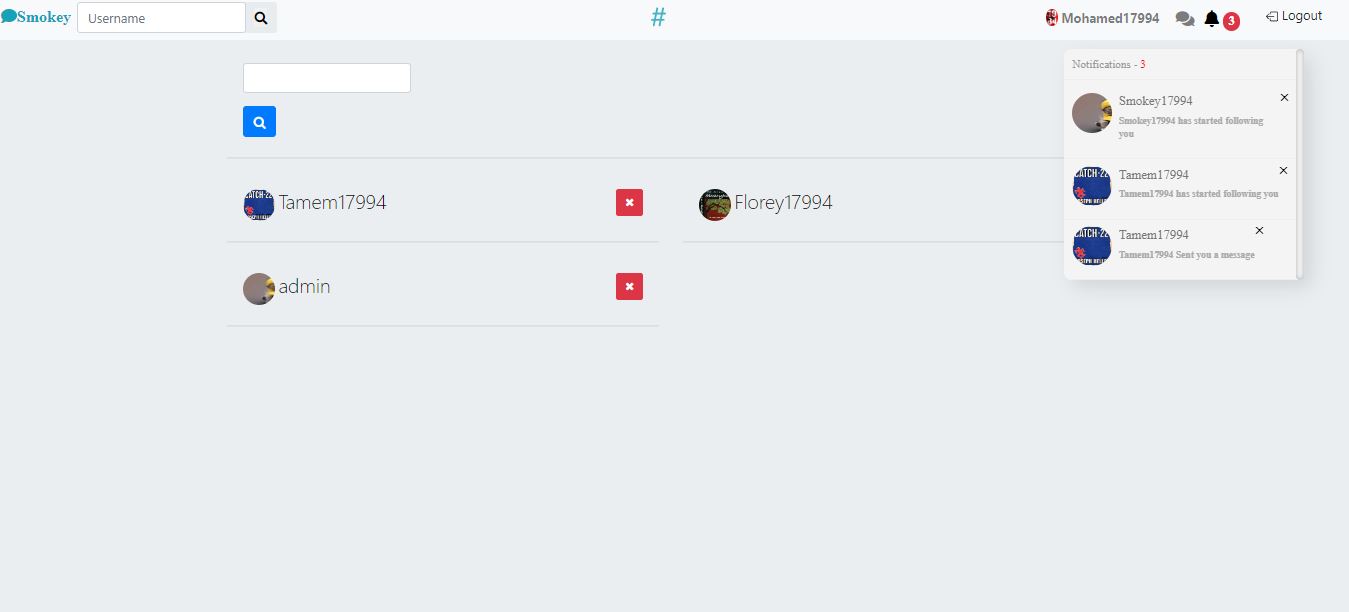 Smokey Username # Mohamed17994 3 Logout
Notifications - 3
Smokey17994
Smokey17994 has started following
you
Tamem17994
Tamem17994 has started following you
Tamem17994
Tamem17994 Sent you a message
Tamem17994 Florey17994
admin